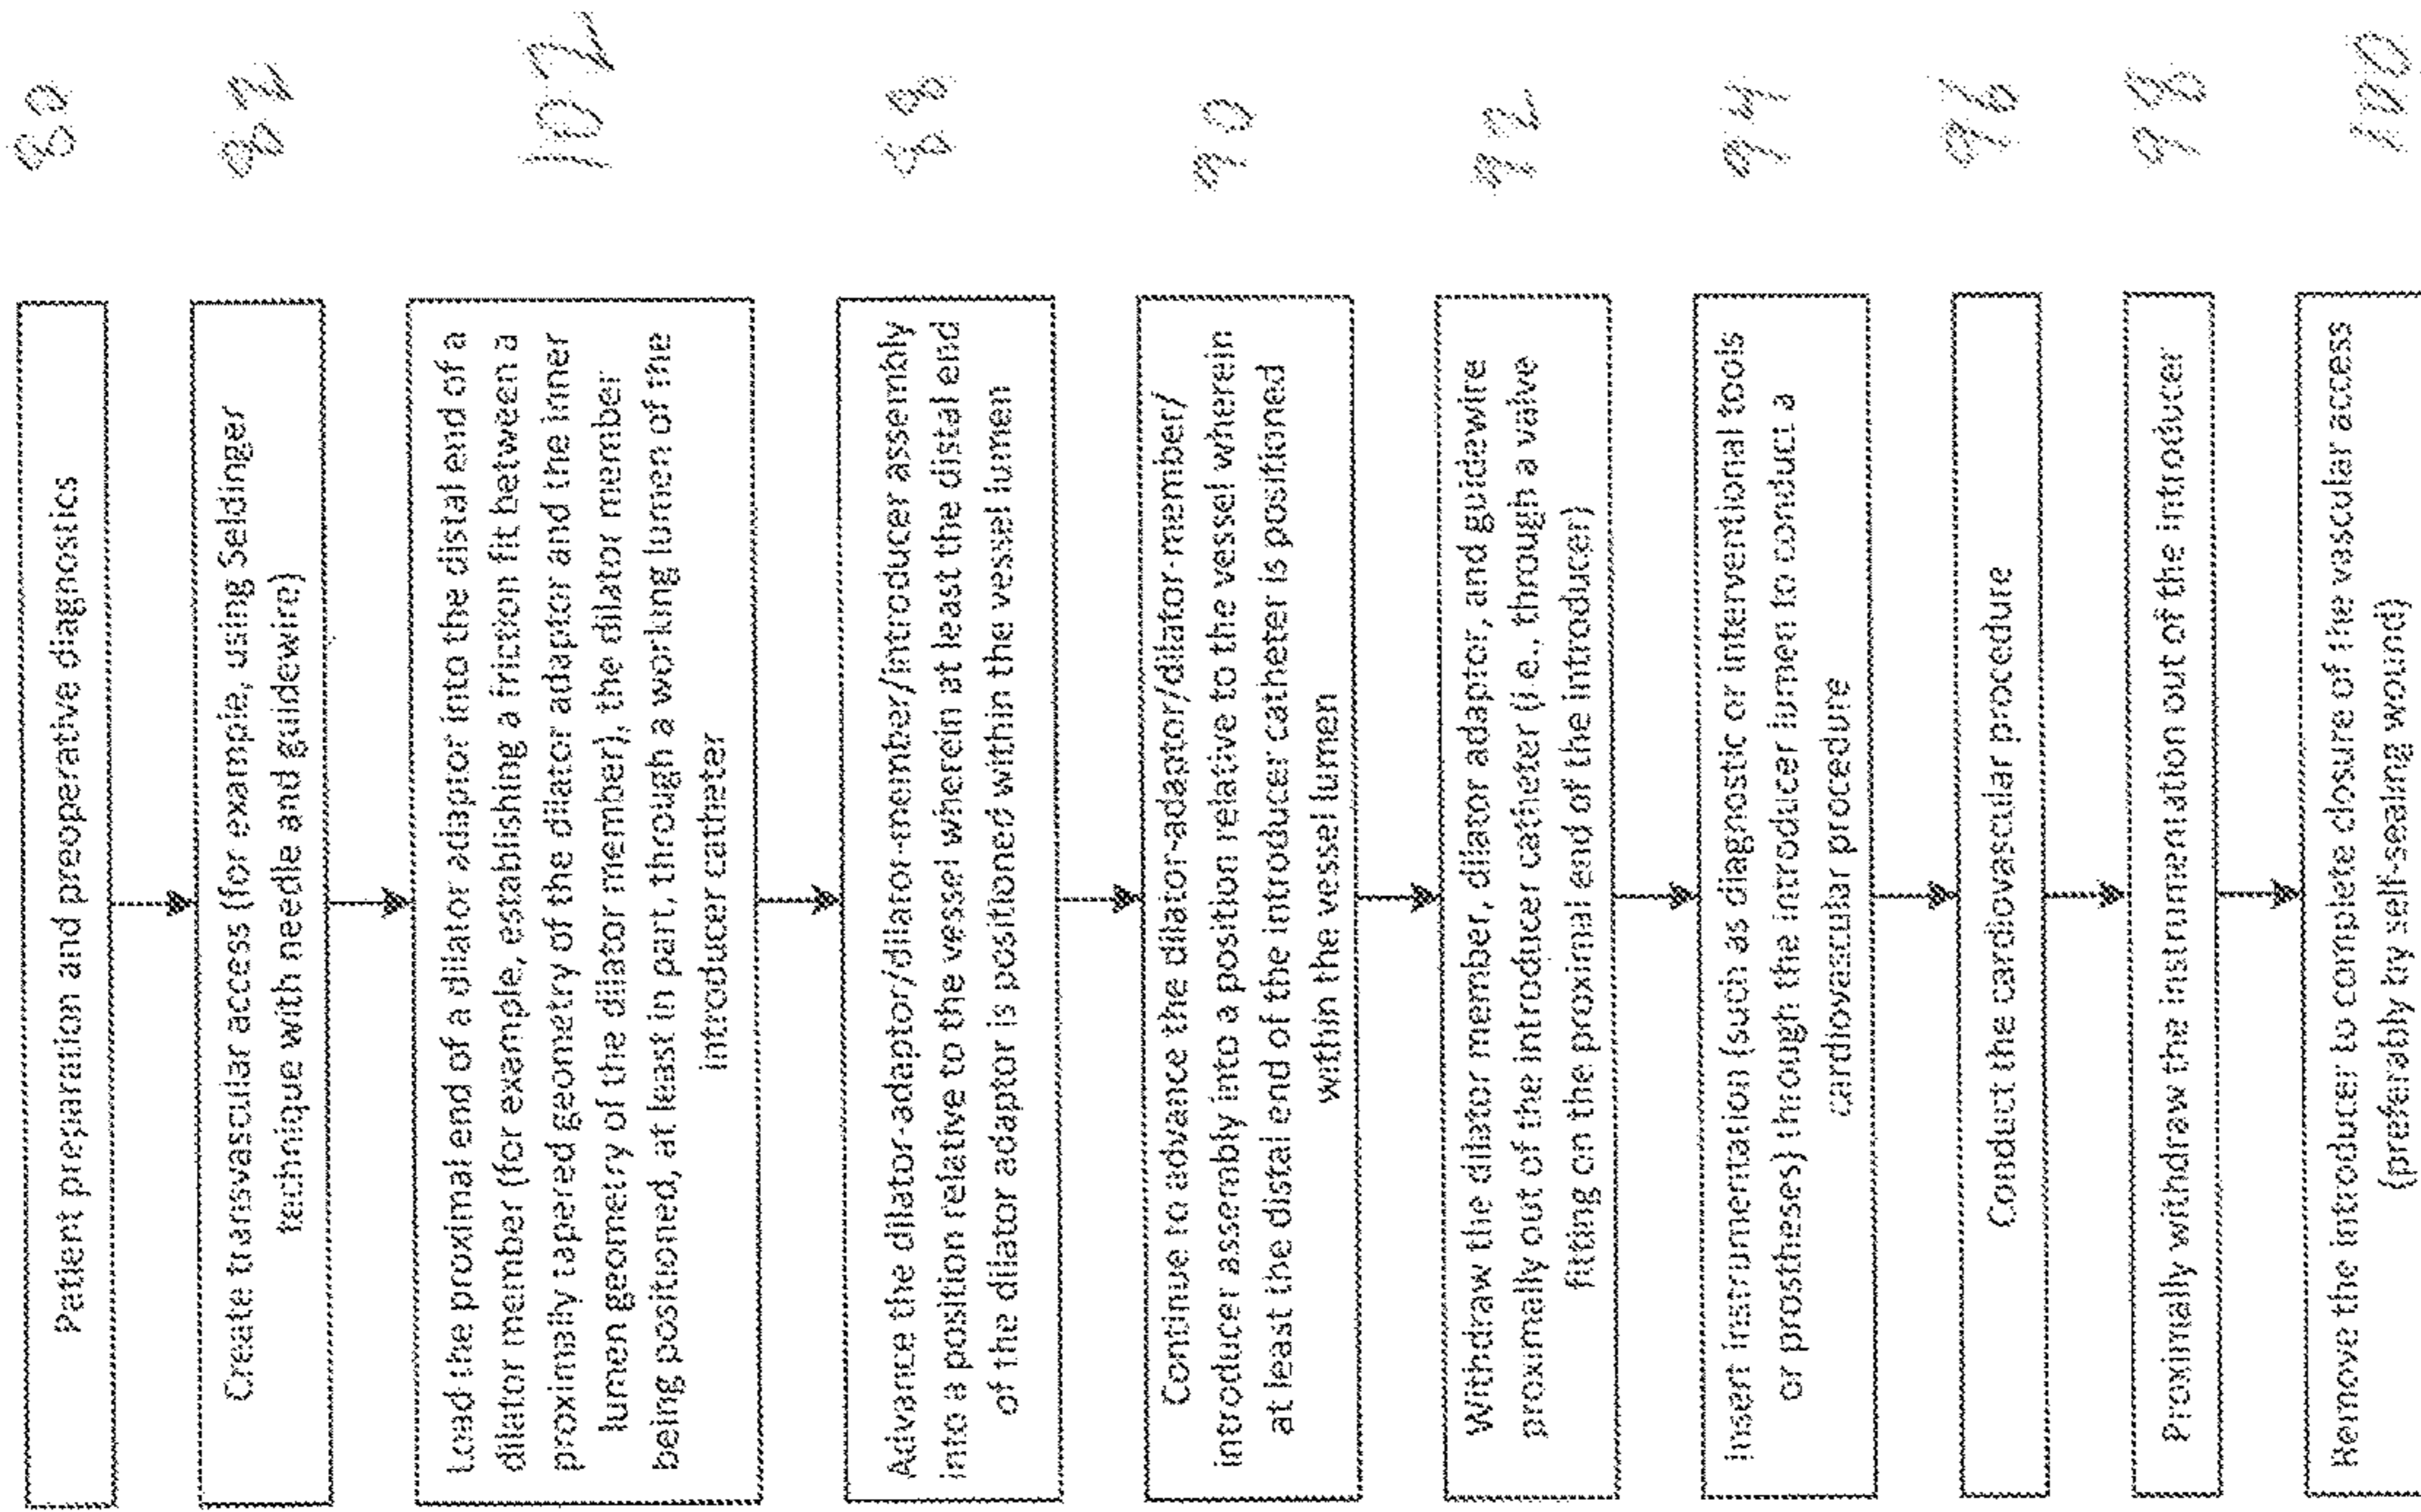 80
Patient preparation and preoperative diagnostics
82
Create transvascular access (for example, using Seldinger
technique with needle and guidewire)
102
Load the proximal end of a dilator adaptor into the distal end of a
dilator member (for example, establishing a friction fit between a
proximally tapered geometry of the dilator adaptor and the inner
lumen geometry of the dilator member), the dilator member
being positioned, at least in part, through a working lumen of the
introducer catheter
88
Advance the dilator-adaptor/dilator-member/introducer assembly
into a position relative to the vessel wherein at least the distal end
of the dilator adaptor is positioned within the vessel lumen
90
Continue to advance the dilator-adaptor/dilator-member/
introducer assembly into a position relative to the vessel wherein
at least the distal end of the introducer catheter is positioned
within the vessel lumen
92
Withdraw the dilator member, dilator adaptor, and guidewire
proximally out of the introducer catheter (i.e., through a valve
fitting on the proximal end of the introducer)
94
Insert instrumentation (such as diagnostic or interventional tools
or prostheses) through the introducer lumen to conduct a
cardiovascular procedure
96
Conduct the cardiovascular procedure
98
Proximally withdraw the instrumentation out of the introducer
100
Remove the introducer to complete closure of the vascular access
(preferably by self-sealing wound)